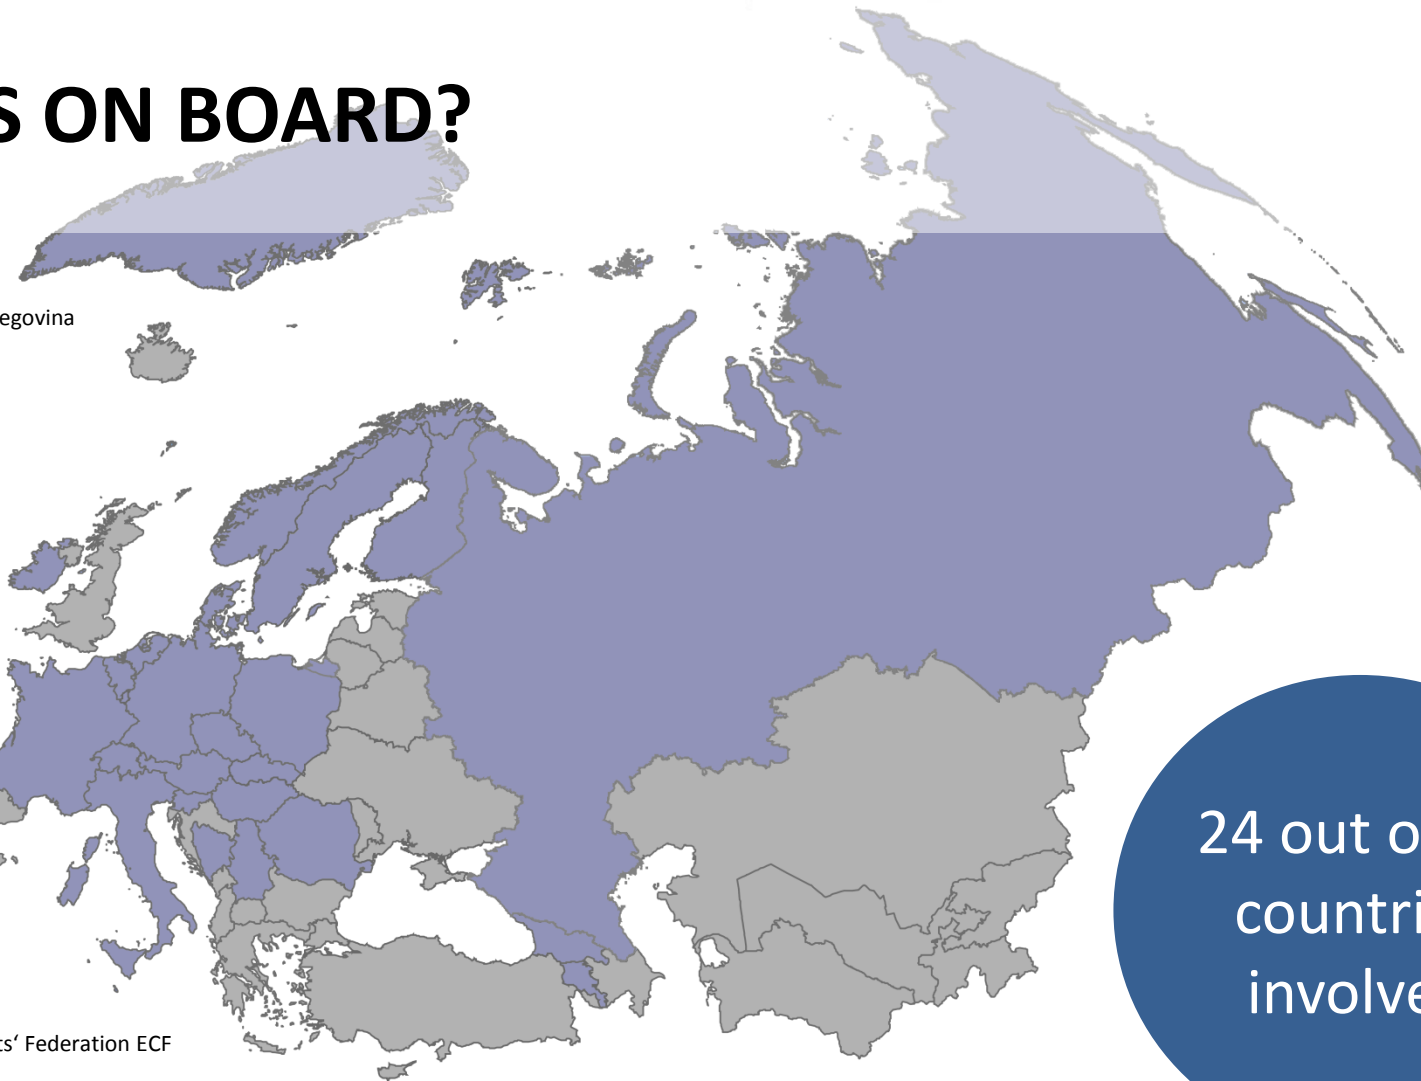 S ON BOARD?
egovina
24 out o
countri
involve
ts‘ Federation ECF